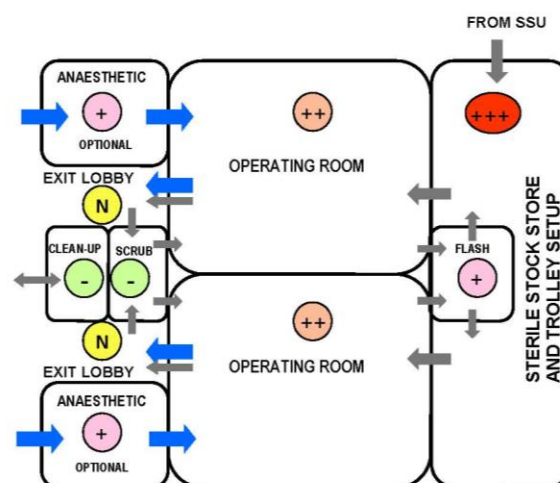 FROM SSU
ANAESTHETIC
+
OPTIONAL
++
OPERATING ROOM
+++
EXIT LOBBY
N
CLEAN-UP
-
SCRUB
-
FLASH
+
STERILE STOCK STORE
AND TROLLEY SETUP
N
EXIT LOBBY
++
OPERATING ROOM
ANAESTHETIC
+
OPTIONAL